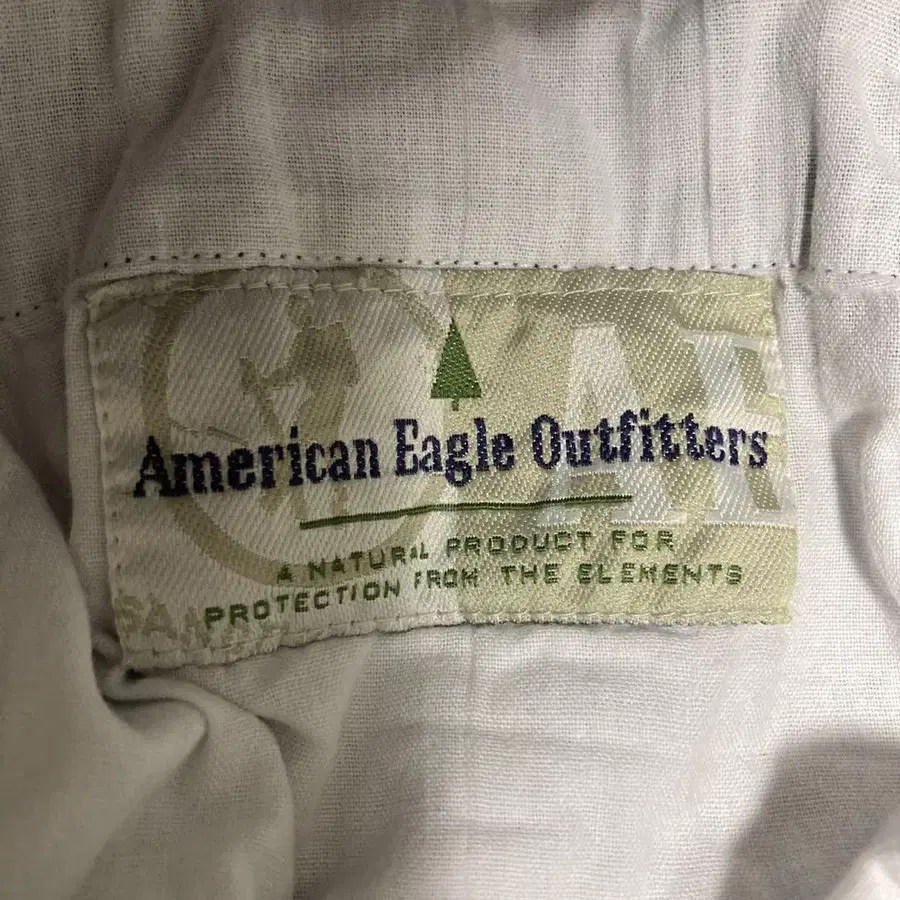 American Eagle Outfitters
A NATURAL PRODUCT FOR
PROTECTION FROM THE ELEMENTS